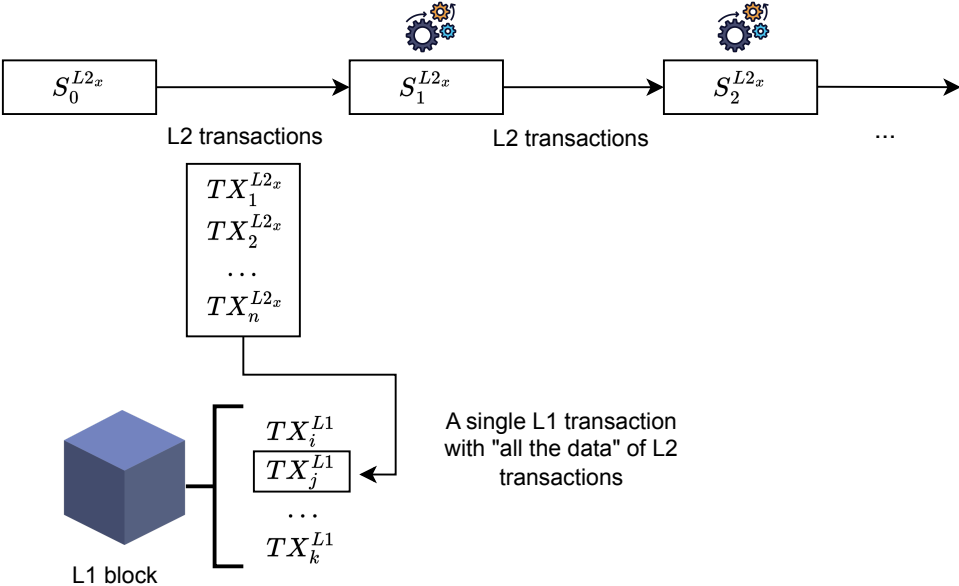 $S_0^{L2_x}$
$S_1^{L2_x}$
$S_2^{L2_x}$
L2 transactions
L2 transactions
...
$TX_1^{L2_x}$
$TX_2^{L2_x}$
...
$TX_n^{L2_x}$
$TX_i^{L1}$
$TX_j^{L1}$
...
$TX_k^{L1}$
A single L1 transaction
with "all the data" of L2
transactions
L1 block